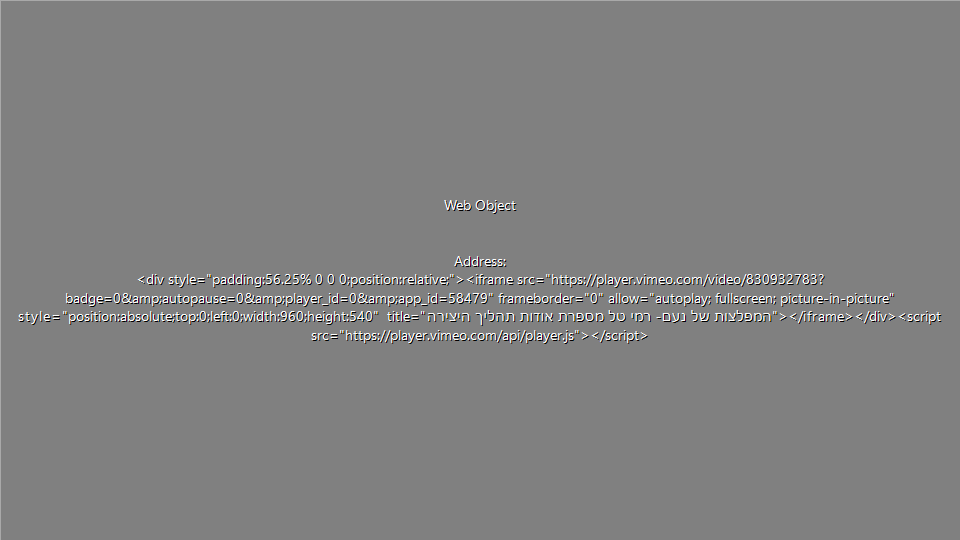 Web Object
Address:
<div style="padding:56.25% 0 0 0;position:relative;"><iframe src="https://player.vimeo.com/video/830932783?
badge=0&amp;autopause=0&amp;player_id=0&amp;app_id=58479" frameborder="0" allow="autoplay; fullscreen; picture-in-picture"
style="position:absolute;top:0;left:0;width:960;height:540"  title="המפלצות של נעם- רמי טל מספרת אודות תהליך היצירה"></iframe></div><script
src="https://player.vimeo.com/api/player.js"></script>